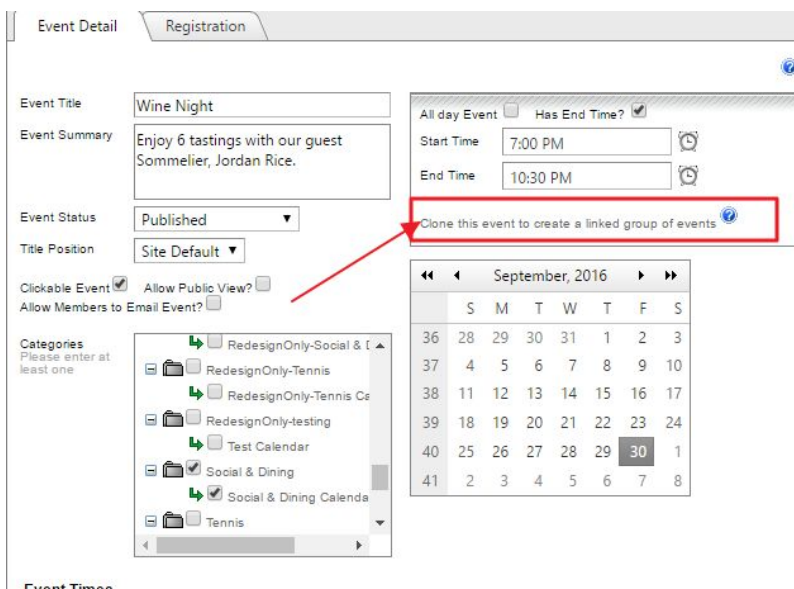 Event Detail
Registration
Event Title
Wine Night
Event Summary
Enjoy 6 tastings with our guest
Sommelier, Jordan Rice.
Event Status
Published
Title Position
Site Default
Clickable Event
Allow Public View?
Allow Members to Email Event?
Categories
Please enter at
least one
RedesignOnly-Social & D
RedesignOnly-Tennis
RedesignOnly-Tennis Ca
RedesignOnly-testing
Test Calendar
Social & Dining
Social & Dining Calenda
Tennis
All day Event
Has End Time?
Start Time
7:00 PM
End Time
10:30 PM
Clone this event to create a linked group of events
September, 2016
S M T W T F S
36 28 29 30 31 1 2 3
37 4 5 6 7 8 9 10
38 11 12 13 14 15 16 17
39 18 19 20 21 22 23 24
40 25 26 27 28 29 30 1
41 2 3 4 5 6 7 8
Event Times